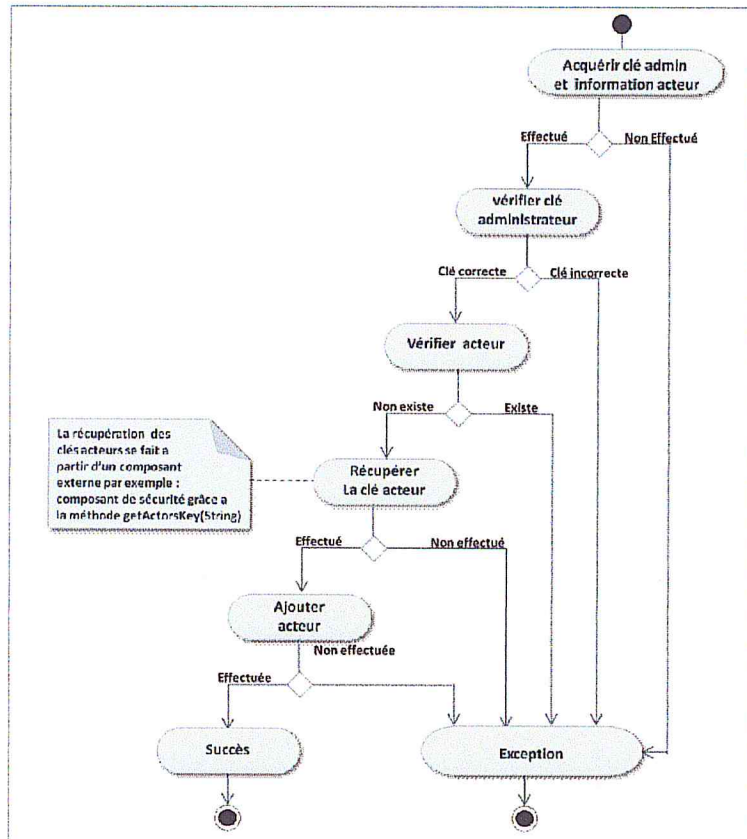 Acquérir clé admin
et information acteur
Effectué
Non Effectué
vérifier clé
administrateur
Clé correcte
Clé incorrecte
Vérifier acteur
Non existe
Existe
La récupération des
clés acteurs se fait a
partir d'un composant
externe par exemple :
composant de sécurité grâce a
la méthode getActorsKey(String)
Récupérer
La clé acteur
Effectué
Non effectué
Ajouter
acteur
Non effectuée
Effectuée
Succès
Exception